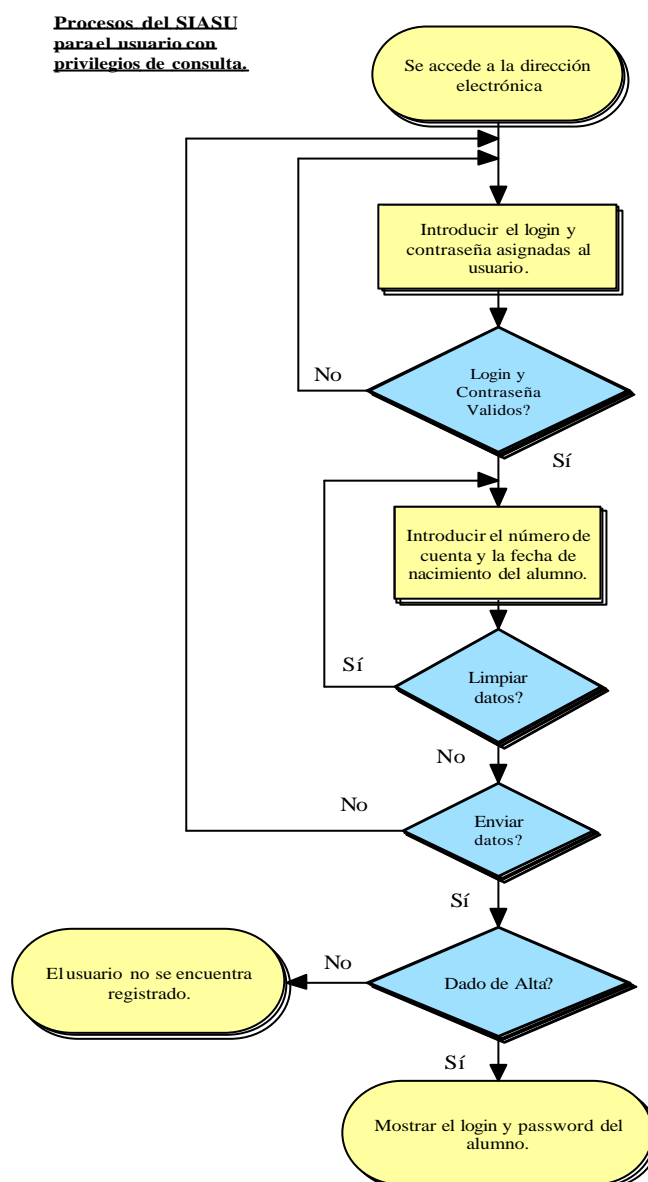 Procesos del SIASU
para el usuario con
privilegios de consulta.
Se accede a la dirección
electrónica
Introducir el login y
contraseña asignadas al
usuario.
No
Login y
Contraseña
Validos?
Sí
Introducir el número de
cuenta y la fecha de
nacimiento del alumno.
Sí
Limpiar
datos?
No
No
Enviar
datos?
Sí
El usuario no se encuentra
registrado.
No
Dado de Alta?
Sí
Mostrar el login y password del
alumno.